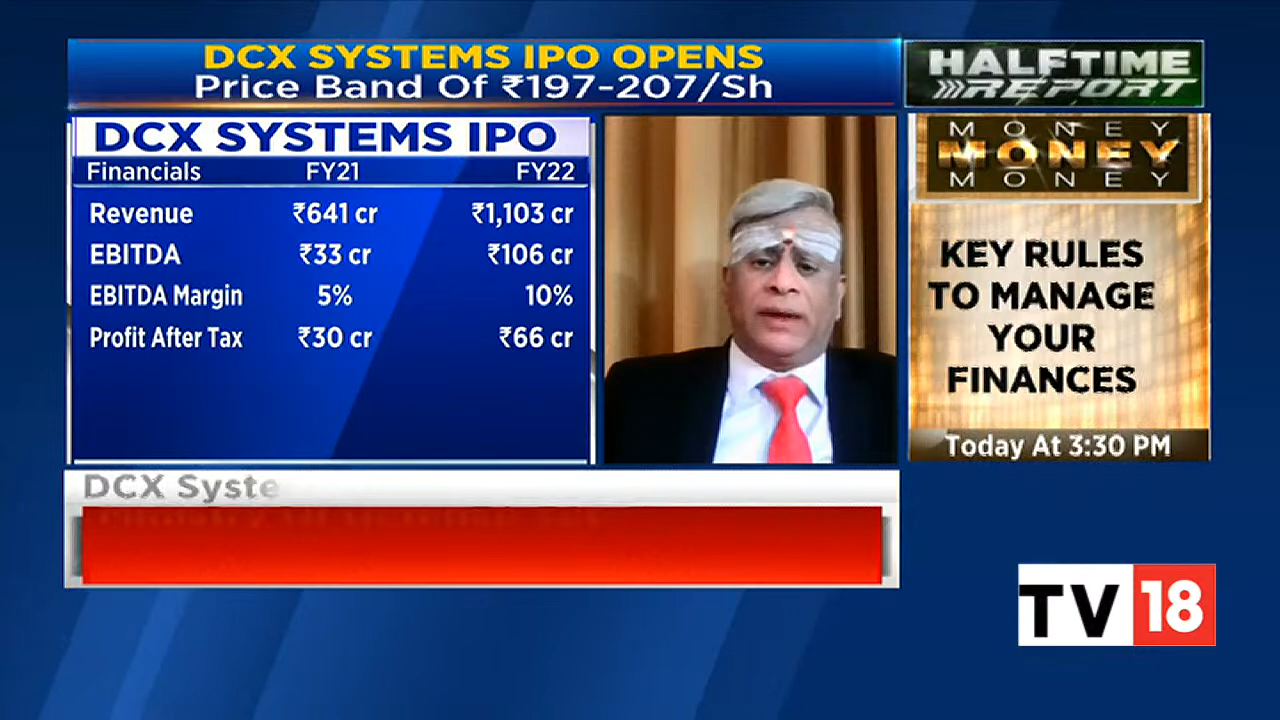 DCX SYSTEMS IPO OPENS
Price Band Of ₹197-207/Sh
HALFTIME
REPORT
DCX SYSTEMS IPO
Financials FY21 FY22
Revenue ₹641 cr ₹1,103 cr
EBITDA ₹33 cr ₹106 cr
EBITDA Margin 5% 10%
Profit After Tax ₹30 cr ₹66 cr
MONEY
MONEY
MONEY
KEY RULES
TO MANAGE
YOUR
FINANCES
Today At 3:30 PM
DCX Syste
TV18